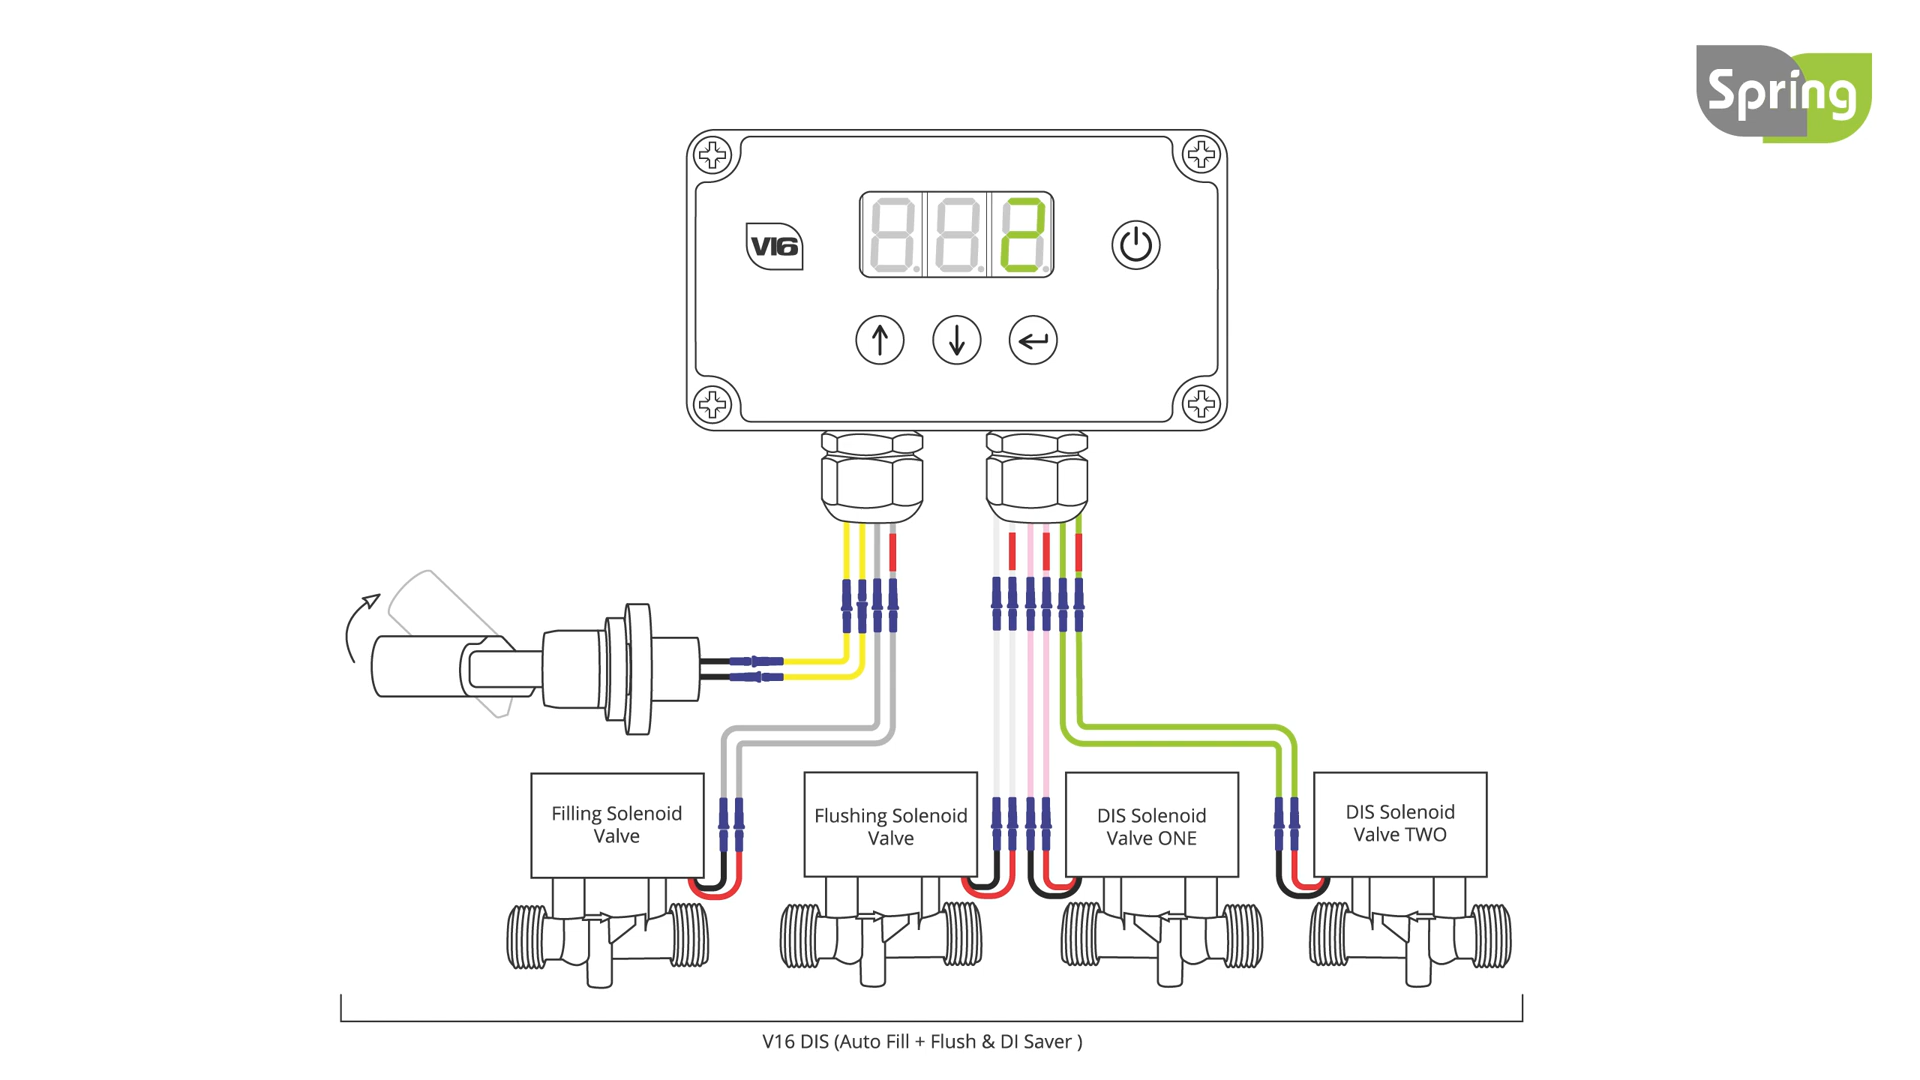 Spring
V16
2
Filling Solenoid
Valve
Flushing Solenoid
Valve
DIS Solenoid
Valve ONE
DIS Solenoid
Valve TWO
V16 DIS (Auto Fill + Flush & DI Saver )